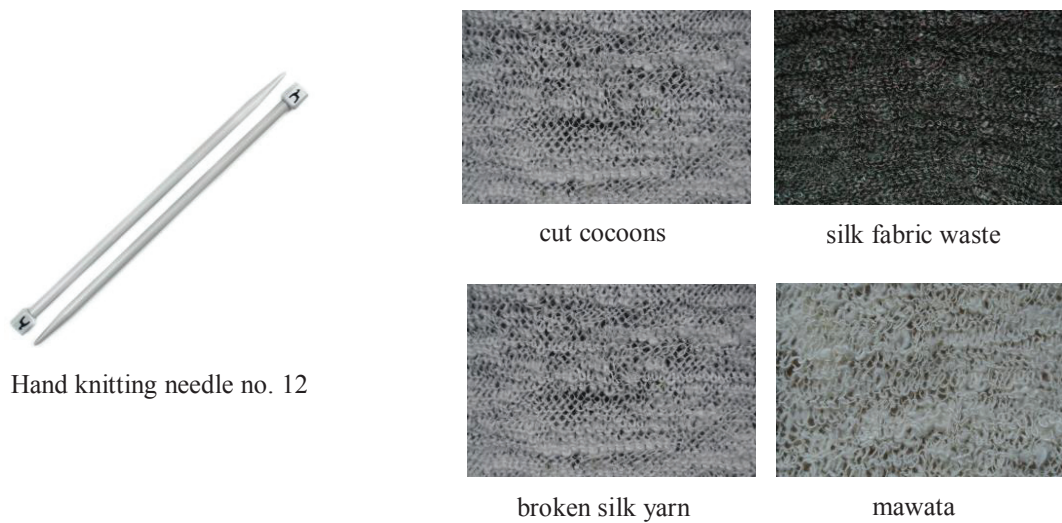 cut cocoons
silk fabric waste
Hand knitting needle no. 12
broken silk yarn
mawata